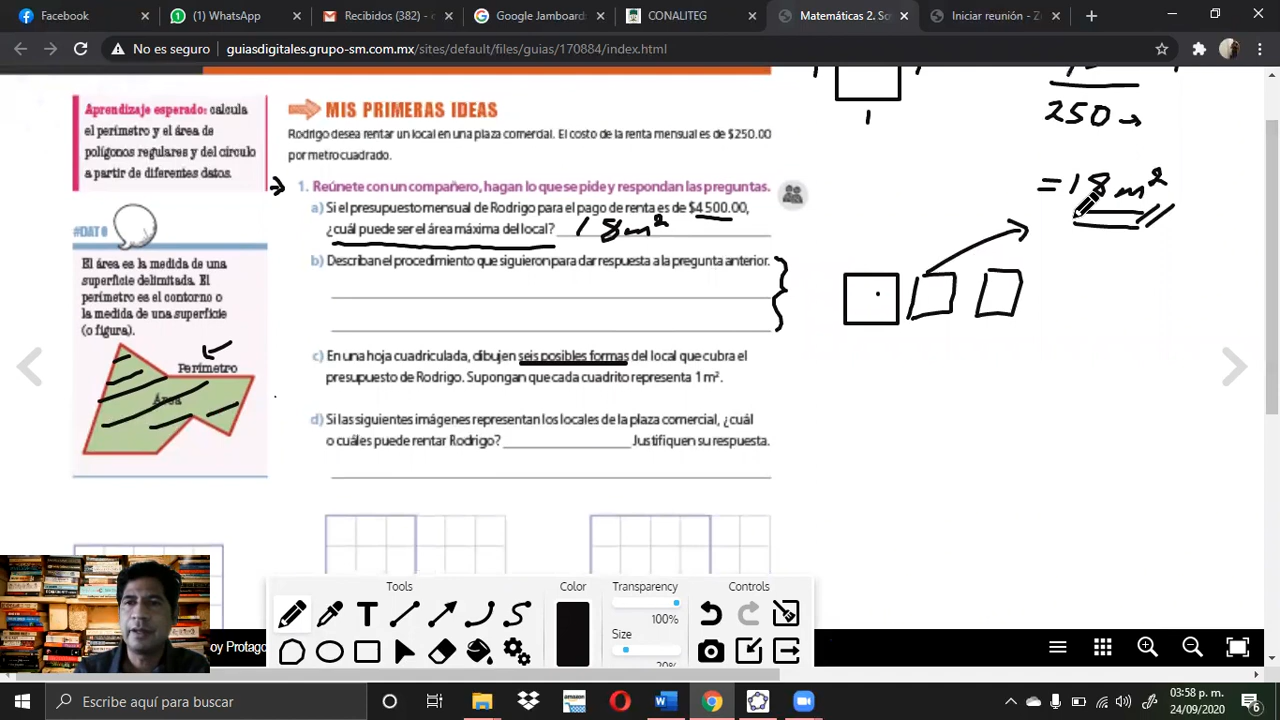 Facebook
(1) WhatsApp
Recibidos (382) -
Google Jamboard
CONALITEG
Matemáticas 2. So
Iniciar reunión - Z
No es seguro
guiasdigitales.grupo-sm.com.mx/sites/default/files/guias/170884/index.html
Aprendizaje esperado: calcula
el perímetro y el área de
polígonos regulares y del círculo
a partir de diferentes datos.
#DATO
El área es la medida de una
superficie delimitada. El
perímetro es el contorno o
la medida de una superficie
(o figura).
Perímetro
Área
MIS PRIMERAS IDEAS
Rodrigo desea rentar un local en una plaza comercial. El costo de la renta mensual es de $250.00
por metro cuadrado.
1. Reúnete con un compañero, hagan lo que se pide y respondan las preguntas.
a) Si el presupuesto mensual de Rodrigo para el pago de renta es de $4 500.00,
¿cuál puede ser el área máxima del local? 18m²
b) Describan el procedimiento que siguieron para dar respuesta a la pregunta anterior.
c) En una hoja cuadriculada, dibujen seis posibles formas del local que cubra el
presupuesto de Rodrigo. Supongan que cada cuadrito representa 1 m².
d) Si las siguientes imágenes representan los locales de la plaza comercial, ¿cuál
o cuáles puede rentar Rodrigo? Justifiquen su respuesta.
1
250 →
= 18 m²
oy Protago
Tools
Color
Transparency
Controls
100%
Size
20%
T
Escribe aquí para buscar
03:58 p. m.
24/09/2020
6